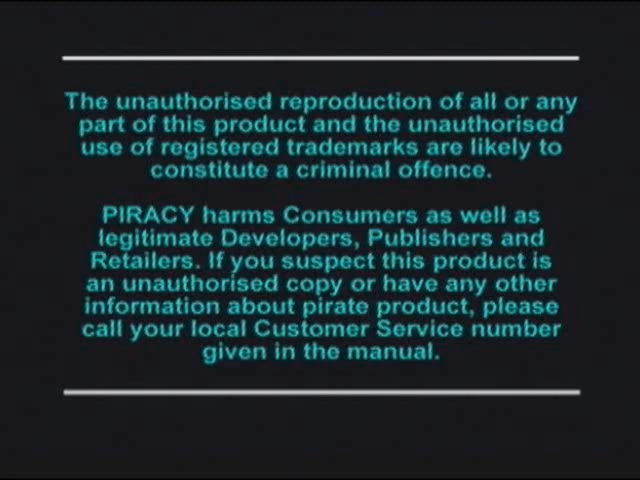 The unauthorised reproduction of all or any
part of this product and the unauthorised
use of registered trademarks are likely to
constitute a criminal offence.
PIRACY harms Consumers as well as
legitimate Developers, Publishers and
Retailers. If you suspect this product is
an unauthorised copy or have any other
information about pirate product, please
call your local Customer Service number
given in the manual.